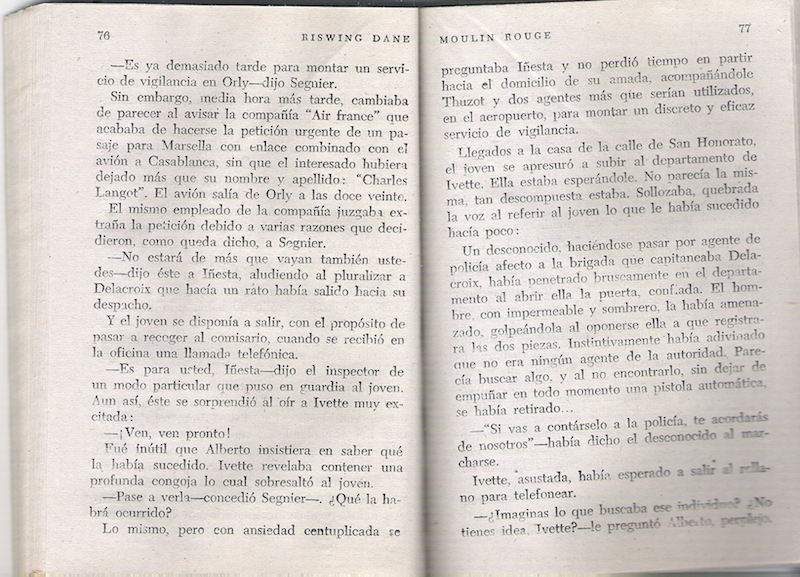 76 RISWING DANE
—Es ya demasiado tarde para montar un servi-
cio de vigilancia en Orly—dijo Segnier.
Sin embargo, media hora más tarde, cambiaba
de parecer al avisar la compañía "Air france" que
acababa de hacerse la petición urgente de un pa-
saje para Marsella con enlace combinado con el
avión a Casablanca, sin que el interesado hubiera
dejado más que su nombre y apellido: "Charles
Langot". El avión salía de Orly a las doce veinte.
El mismo empleado de la compañía juzgaba ex-
traña la petición debido a varias razones que deci-
dieron, como queda dicho, a Segnier.
—No estará de más que vayan también uste-
des—dijo éste a Iñesta, aludiendo al pluralizar a
Delacroix que hacía un rato había salido hacia su
despacho.
Y el joven se disponía a salir, con el propósito de
pasar a recoger al comisario, cuando se recibió en
la oficina una llamada telefónica.
—Es para usted, Iñesta—dijo el inspector de
un modo particular que puso en guardia al joven.
Aun así, éste se sorprendió al oír a Ivette muy ex-
citada:
—¡Ven, ven pronto!
Fué inútil que Alberto insistiera en saber qué
la había sucedido. Ivette revelaba contener una
profunda congoja lo cual sobresaltó al joven.
—Pase a verla—concedió Segnier—. ¿Qué la ha-
brá ocurrido?
Lo mismo, pero con ansiedad centuplicada se
MOULIN ROUGE 77
preguntaba Iñesta y no perdió tiempo en partir
hacia el domicilio de su amada, acompañándole
Thuzot y dos agentes más que serían utilizados,
en el aeropuerto, para montar un discreto y eficaz
servicio de vigilancia.
Llegados a la casa de la calle de San Honorato,
el joven se apresuró a subir al departamento de
Ivette. Ella estaba esperándole. No parecía la mis-
ma, tan descompuesta estaba. Sollozaba, quebrada
la voz al referir al joven lo que le había sucedido
hacía poco:
Un desconocido, haciéndose pasar por agente de
policía afecto a la brigada que capitaneaba Dela-
croix, había penetrado bruscamente en el departa-
mento al abrir ella la puerta, confiada. El hom-
bre, con impermeable y sombrero, la había amena-
zado, golpeándola al oponerse ella a que registra-
ra las dos piezas. Instintivamente había adivinado
que no era ningún agente de la autoridad. Pare-
cía buscar algo, y al no encontrarlo, sin dejar de
empuñar en todo momento una pistola automática,
se había retirado...
—"Si vas a contárselo a la policía, te acordarás
de nosotros"—había dicho el desconocido al mar-
charse.
Ivette, asustada, había esperado a salir al rella-
no para telefonear.
—¿Imaginas lo que buscaba ese individuo? ¿No
tienes idea, Ivette?—le preguntó Alberto, perplejo.